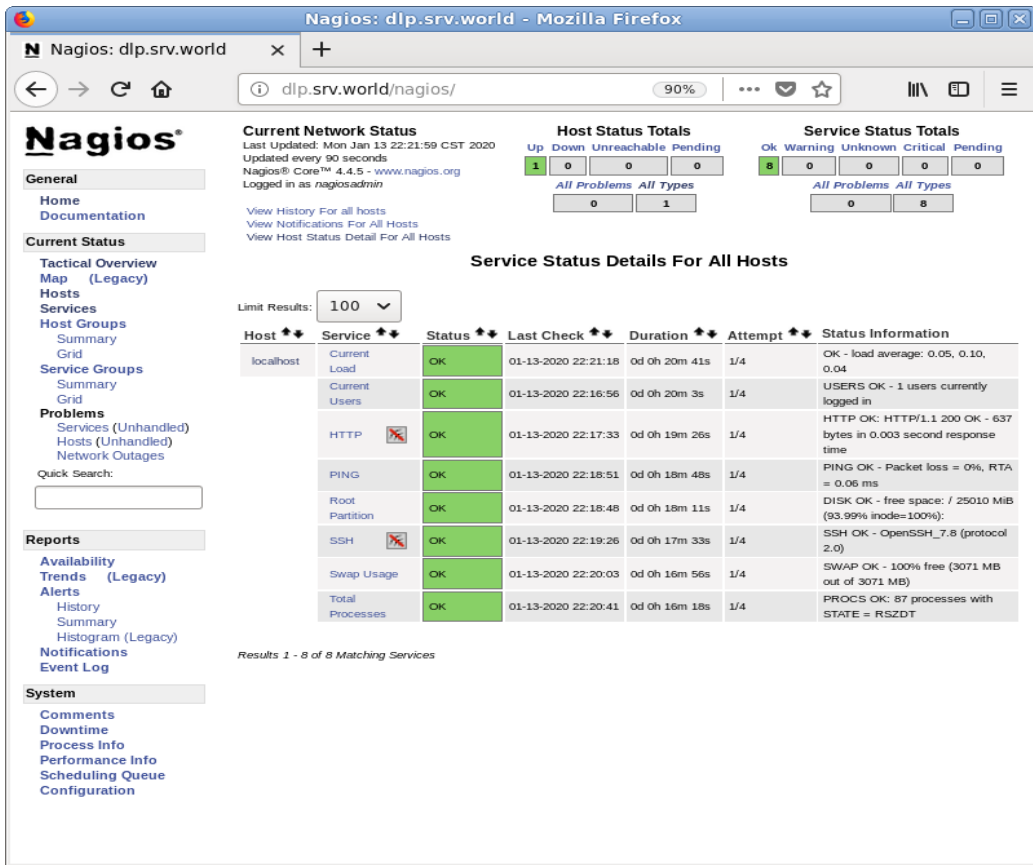 Nagios: dlp.srv.world - Mozilla Firefox
N Nagios: dlp.srv.world × +
dlp.srv.world/nagios/ 90%
Nagios®
General
Home
Documentation
Current Status
Tactical Overview
Map (Legacy)
Hosts
Services
Host Groups
Summary
Grid
Service Groups
Summary
Grid
Problems
Services (Unhandled)
Hosts (Unhandled)
Network Outages
Quick Search:
Reports
Availability
Trends (Legacy)
Alerts
History
Summary
Histogram (Legacy)
Notifications
Event Log
System
Comments
Downtime
Process Info
Performance Info
Scheduling Queue
Configuration
Current Network Status
Last Updated: Mon Jan 13 22:21:59 CST 2020
Updated every 90 seconds
Nagios® Core™ 4.4.5 - www.nagios.org
Logged in as nagiosadmin
View History For all hosts
View Notifications For All Hosts
View Host Status Detail For All Hosts
Host Status Totals
Up Down Unreachable Pending
1 0 0 0
All Problems All Types
0 1
Service Status Totals
Ok Warning Unknown Critical Pending
8 0 0 0 0
All Problems All Types
0 8
Service Status Details For All Hosts
Limit Results: 100
Host Service Status Last Check Duration Attempt Status Information
localhost Current Load OK 01-13-2020 22:21:18 0d 0h 20m 41s 1/4 OK - load average: 0.05, 0.10, 0.04
Current Users OK 01-13-2020 22:16:56 0d 0h 20m 3s 1/4 USERS OK - 1 users currently logged in
HTTP OK 01-13-2020 22:17:33 0d 0h 19m 26s 1/4 HTTP OK: HTTP/1.1 200 OK - 637 bytes in 0.003 second response time
PING OK 01-13-2020 22:18:51 0d 0h 18m 48s 1/4 PING OK - Packet loss = 0%, RTA = 0.06 ms
Root Partition OK 01-13-2020 22:18:48 0d 0h 18m 11s 1/4 DISK OK - free space: / 25010 MiB (93.99% inode=100%):
SSH OK 01-13-2020 22:19:26 0d 0h 17m 33s 1/4 SSH OK - OpenSSH_7.8 (protocol 2.0)
Swap Usage OK 01-13-2020 22:20:03 0d 0h 16m 56s 1/4 SWAP OK - 100% free (3071 MB out of 3071 MB)
Total Processes OK 01-13-2020 22:20:41 0d 0h 16m 18s 1/4 PROCS OK: 87 processes with STATE = RSZDT
Results 1 - 8 of 8 Matching Services